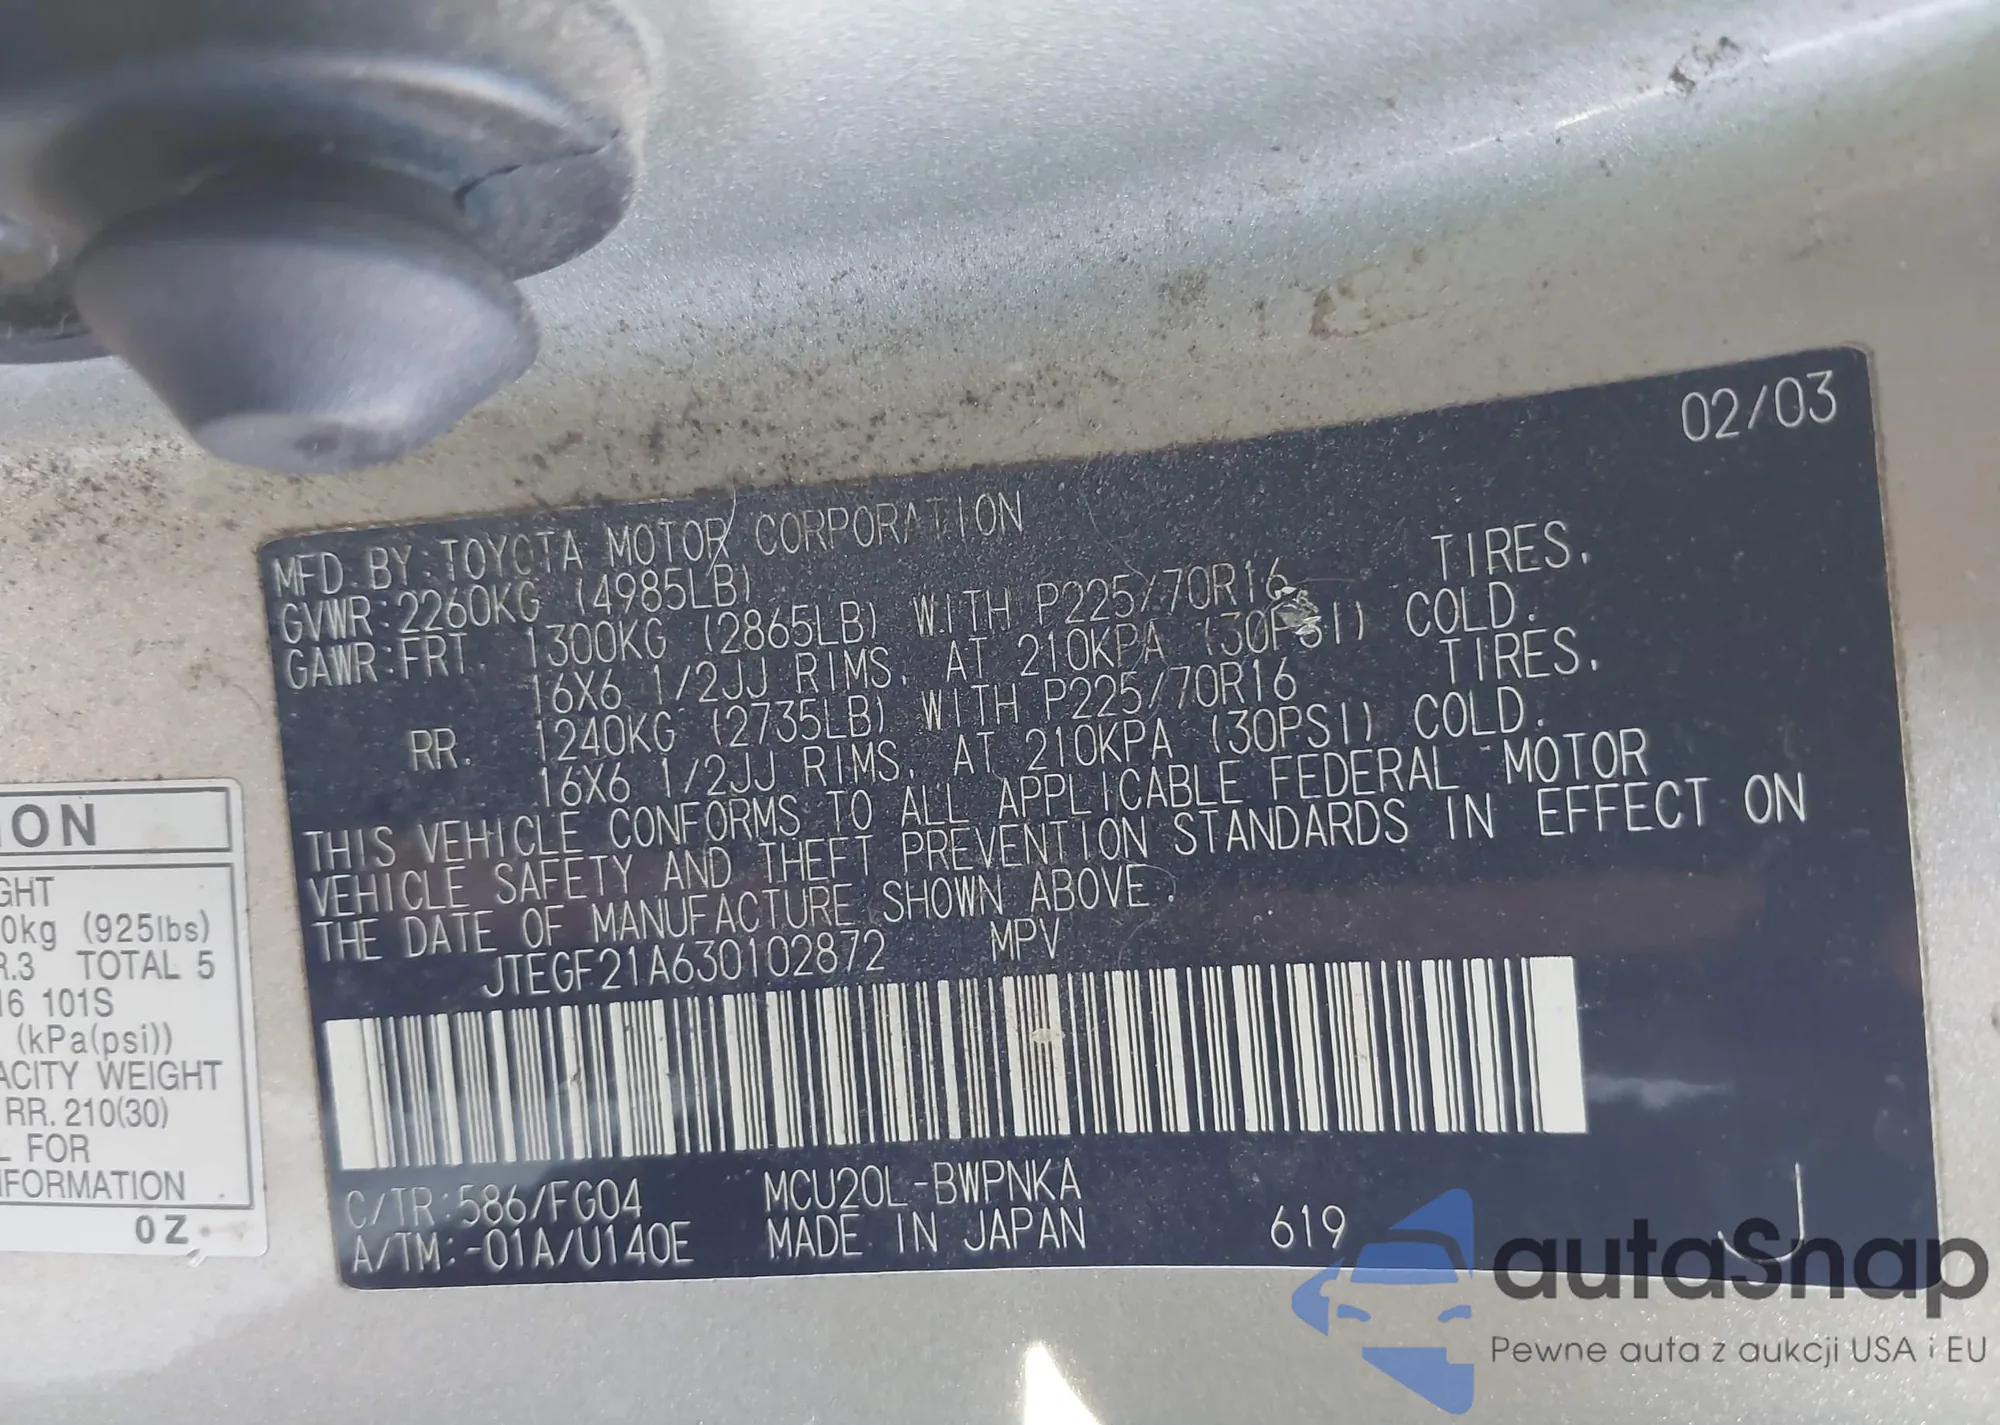 02/03
MFD. BY: TOYOTA MOTOR CORPORATION
GVWR: 2260KG (4985LB)
GAWR: FRT. 1300KG (2865LB) WITH P225/70R16 TIRES,
16X6 1/2JJ RIMS, AT 210KPA (30PSI) COLD.
RR. 1240KG (2735LB) WITH P225/70R16 TIRES,
16X6 1/2JJ RIMS, AT 210KPA (30PSI) COLD.
THIS VEHICLE CONFORMS TO ALL APPLICABLE FEDERAL MOTOR
VEHICLE SAFETY AND THEFT PREVENTION STANDARDS IN EFFECT ON
THE DATE OF MANUFACTURE SHOWN ABOVE.
JTEGF21A630102872 MPV
C/TR: 586/FG04 MCU20L-BWPNKA
A/TM: -01A/U140E MADE IN JAPAN 619 J
ION
GHT
0kg (925lbs)
R.3 TOTAL 5
16 101S
(kPa(psi))
ACITY WEIGHT
RR. 210(30)
L FOR
NFORMATION
0Z
autaSnap
Pewne auta z aukcji USA i EU